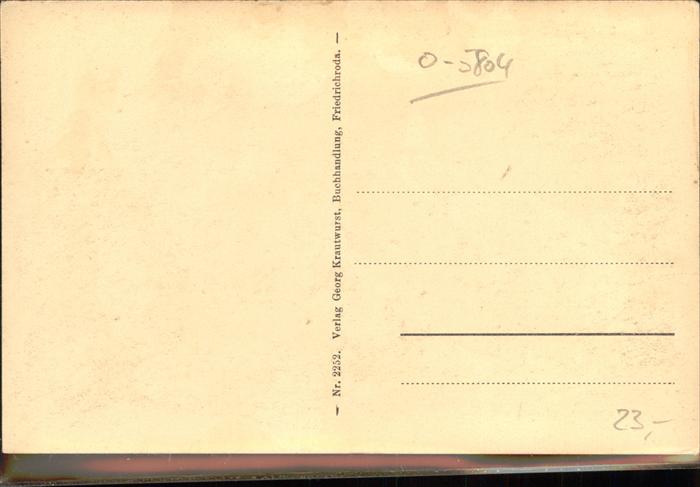 — Nr. 2252. Verlag Georg Krautwurst, Buchhandlung, Friedrichroda. —
O-5804
23,-